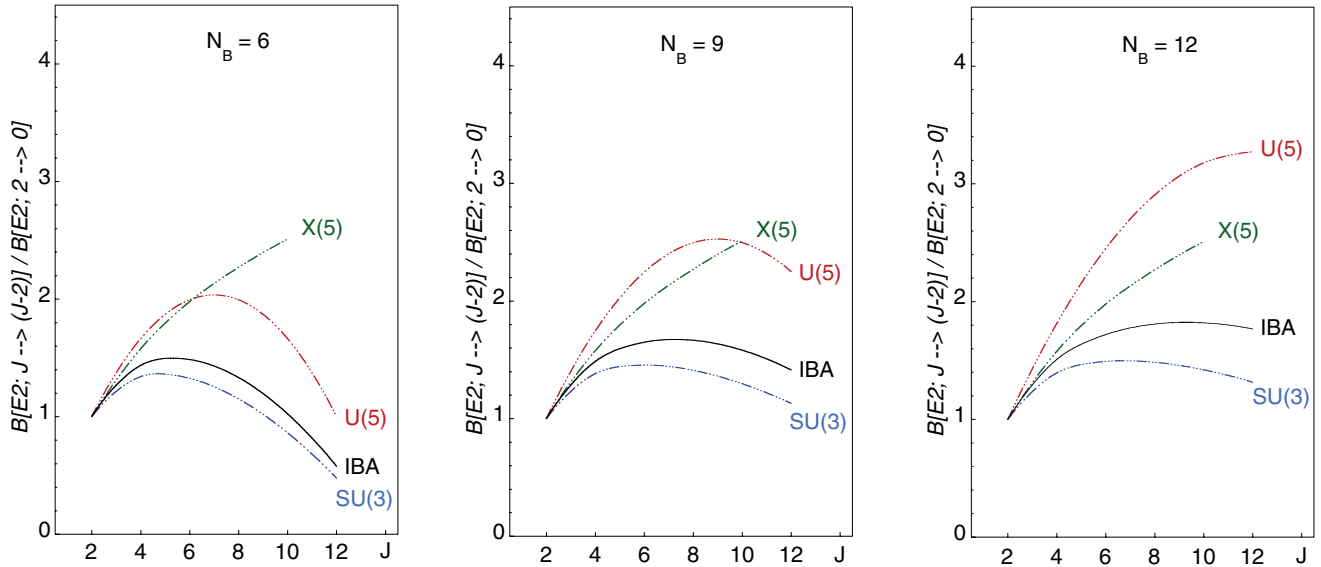 N_B = 6
B[E2; J --> (J-2)] / B[E2; 2 --> 0]
4
3
2
1
0
X(5)
U(5)
IBA
SU(3)
2 4 6 8 10 12 J
N_B = 9
B[E2; J --> (J-2)] / B[E2; 2 --> 0]
4
3
2
1
0
X(5)
U(5)
IBA
SU(3)
2 4 6 8 10 12 J
N_B = 12
B[E2; J --> (J-2)] / B[E2; 2 --> 0]
4
3
2
1
0
U(5)
X(5)
IBA
SU(3)
2 4 6 8 10 12 J